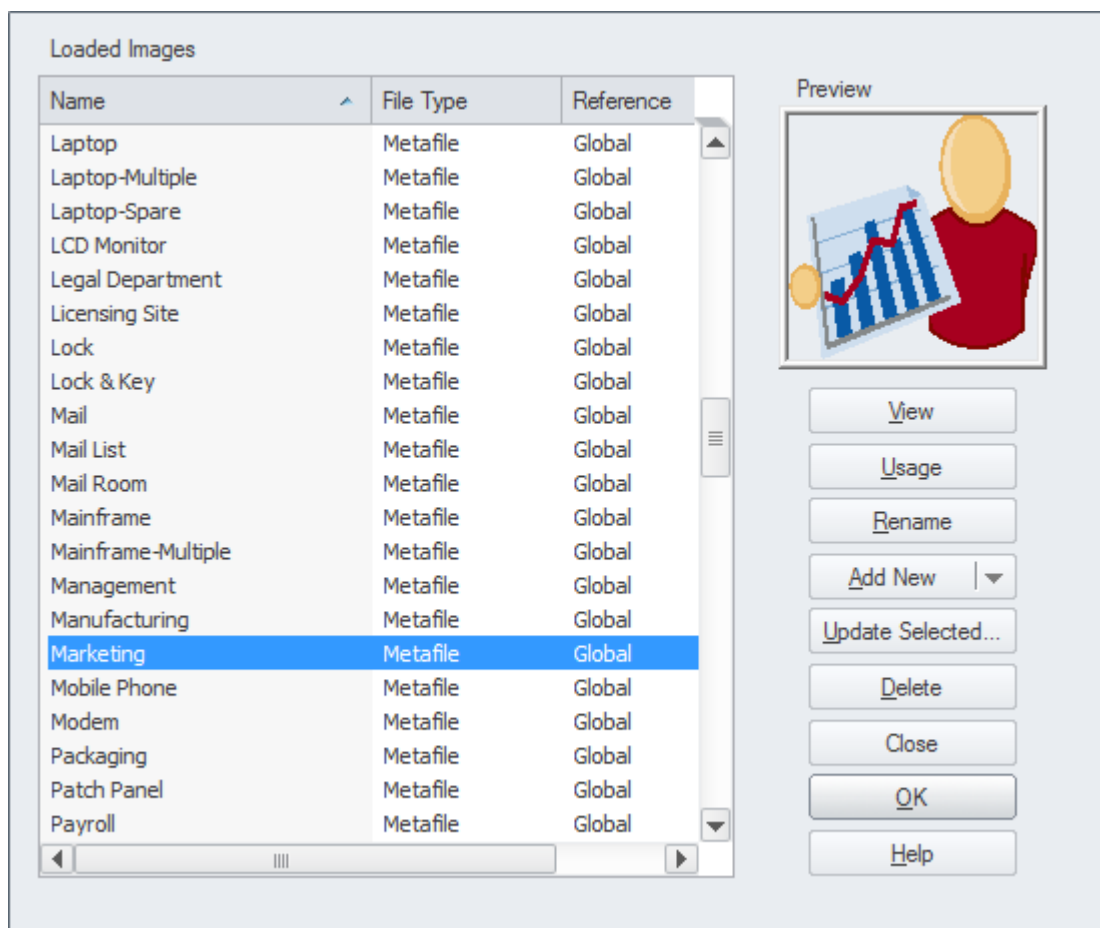 Loaded Images
Name File Type Reference
Laptop Metafile Global
Laptop-Multiple Metafile Global
Laptop-Spare Metafile Global
LCD Monitor Metafile Global
Legal Department Metafile Global
Licensing Site Metafile Global
Lock Metafile Global
Lock & Key Metafile Global
Mail Metafile Global
Mail List Metafile Global
Mail Room Metafile Global
Mainframe Metafile Global
Mainframe-Multiple Metafile Global
Management Metafile Global
Manufacturing Metafile Global
Marketing Metafile Global
Mobile Phone Metafile Global
Modem Metafile Global
Packaging Metafile Global
Patch Panel Metafile Global
Payroll Metafile Global
Preview
View
Usage
Rename
Add New
Update Selected...
Delete
Close
OK
Help